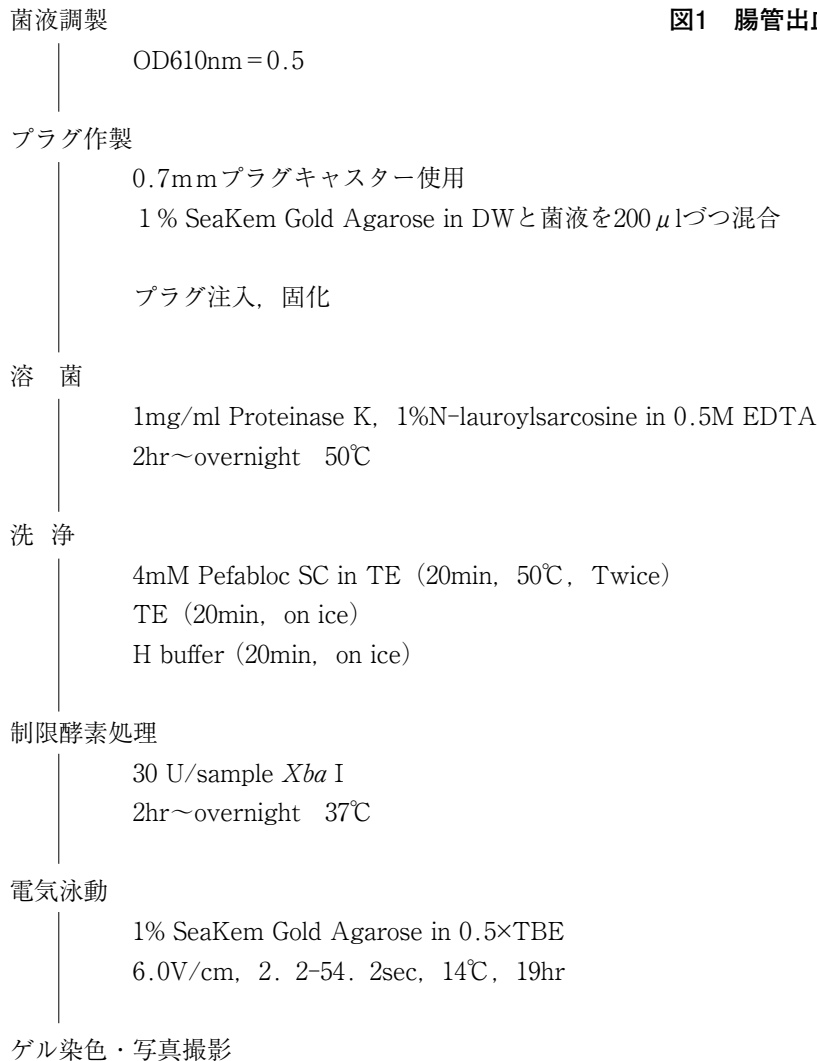 菌液調製
図1 腸管出
OD610nm=0.5
プラグ作製
0.7mmプラグキャスター使用
1% SeaKem Gold Agarose in DWと菌液を200μlづつ混合
プラグ注入，固化
溶 菌
1mg/ml Proteinase K，1%N-lauroylsarcosine in 0.5M EDTA
2hr～overnight 50℃
洗 浄
4mM Pefabloc SC in TE（20min，50℃，Twice）
TE（20min，on ice）
H buffer（20min，on ice）
制限酵素処理
30 U/sample Xba I
2hr～overnight 37℃
電気泳動
1% SeaKem Gold Agarose in 0.5×TBE
6.0V/cm，2. 2-54. 2sec，14℃，19hr
ゲル染色・写真撮影